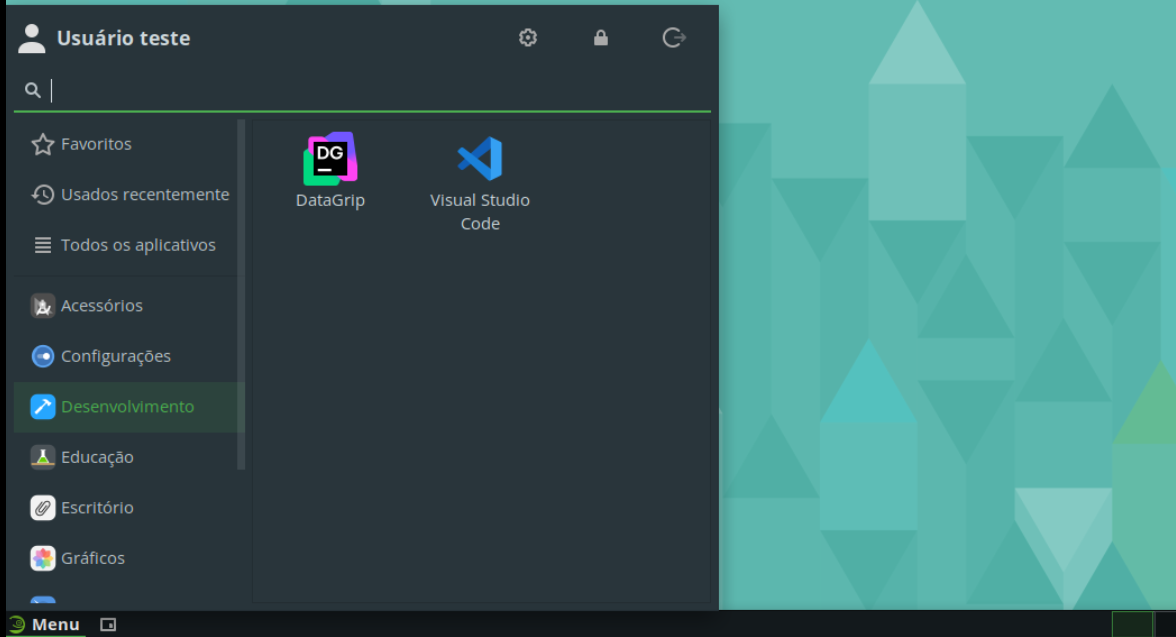 Usuário teste
Favoritos
Usados recentemente
Todos os aplicativos
Acessórios
Configurações
Desenvolvimento
Educação
Escritório
Gráficos
DG
DataGrip
Visual Studio
Code
Menu